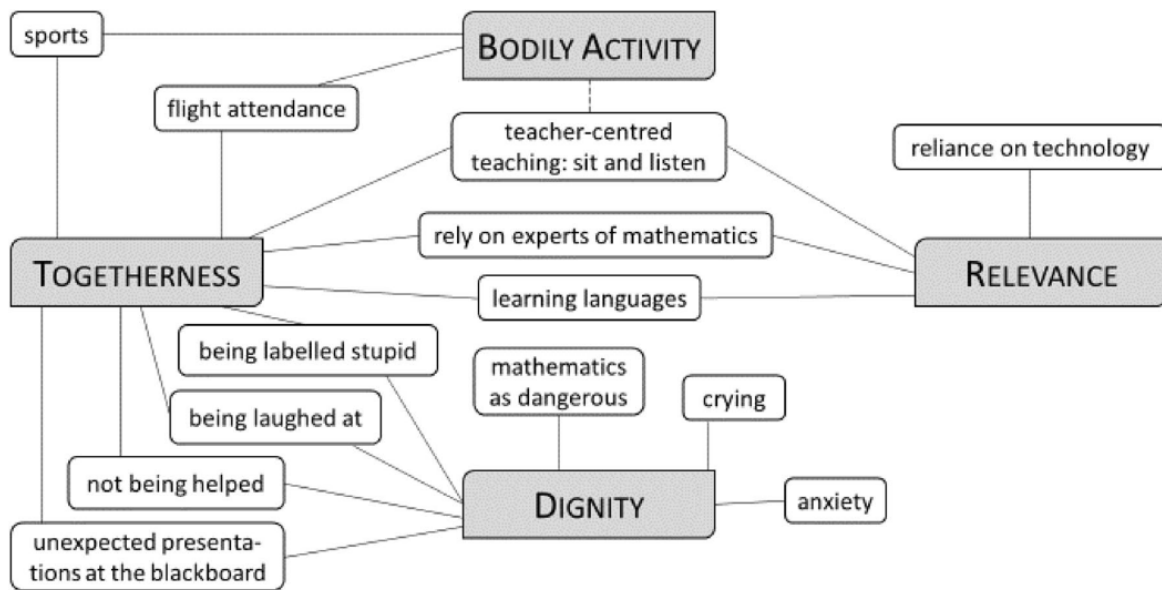 sports
BODILY ACTIVITY
flight attendance
teacher-centred
teaching: sit and listen
reliance on technology
rely on experts of mathematics
TOGETHERNESS
RELEVANCE
learning languages
being labelled stupid
mathematics
as dangerous
crying
being laughed at
not being helped
DIGNITY
anxiety
unexpected presenta-
tions at the blackboard